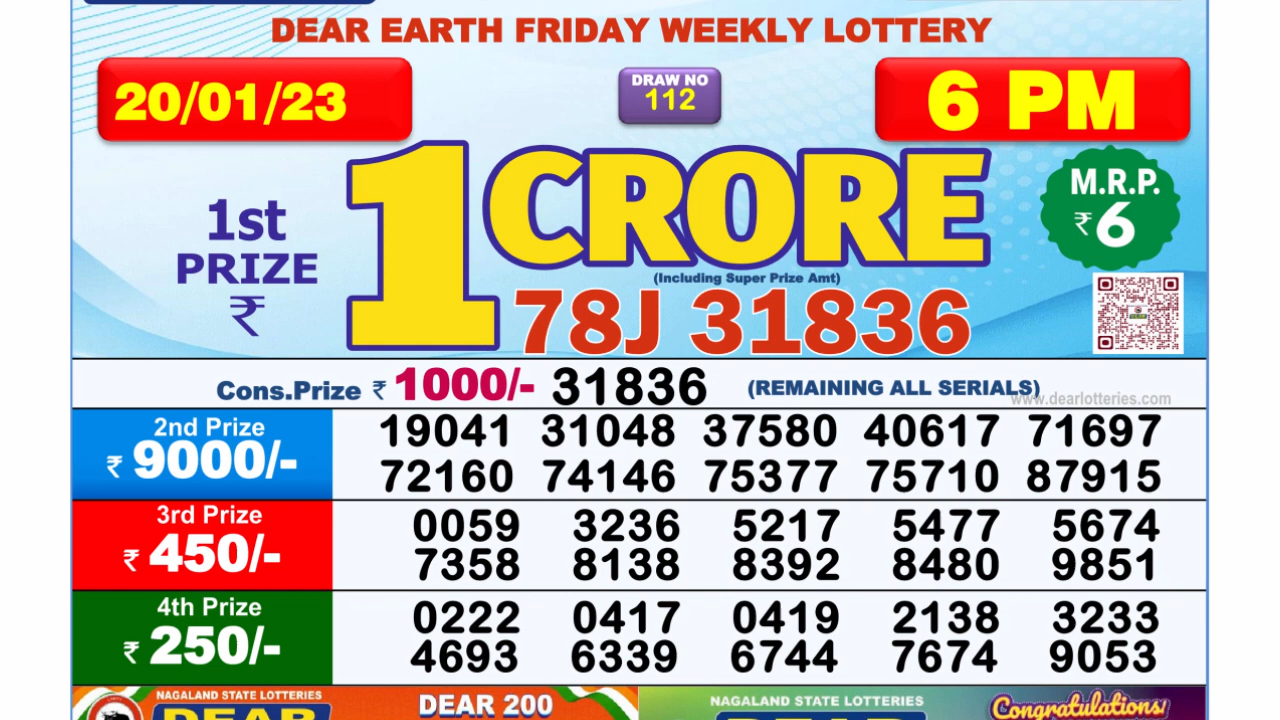 DEAR EARTH FRIDAY WEEKLY LOTTERY
20/01/23
DRAW NO
112
6 PM
1 CRORE
1st
PRIZE
₹
M.R.P.
₹6
(Including Super Prize Amt)
78J 31836
Cons.Prize ₹ 1000/- 31836 (REMAINING ALL SERIALS)
www.dearlotteries.com
2nd Prize
₹ 9000/-
19041 31048 37580 40617 71697
72160 74146 75377 75710 87915
3rd Prize
₹ 450/-
0059 3236 5217 5477 5674
7358 8138 8392 8480 9851
4th Prize
₹ 250/-
0222 0417 0419 2138 3233
4693 6339 6744 7674 9053
NAGALAND STATE LOTTERIES
DEAR
DEAR 200
NAGALAND STATE LOTTERIES
DEAR
Congratulations!